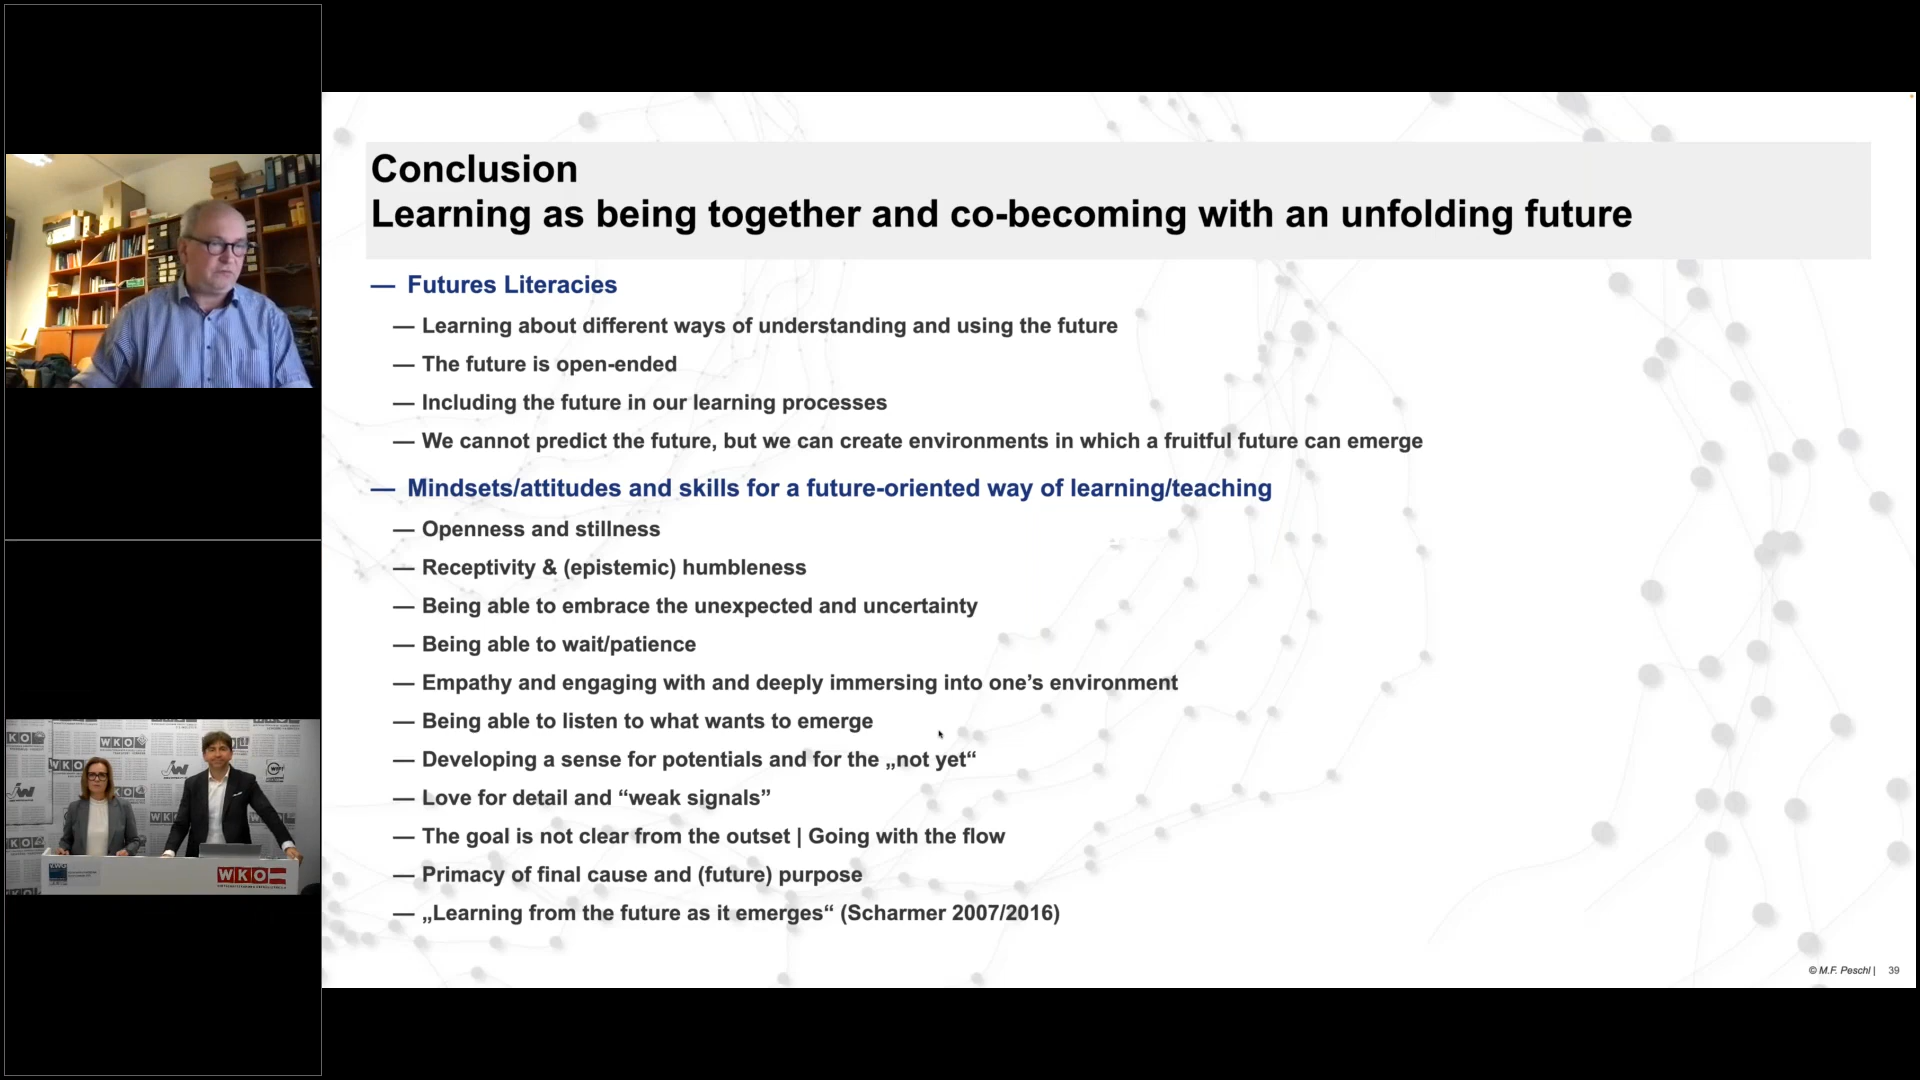 Conclusion
Learning as being together and co-becoming with an unfolding future
— Futures Literacies
— Learning about different ways of understanding and using the future
— The future is open-ended
— Including the future in our learning processes
— We cannot predict the future, but we can create environments in which a fruitful future can emerge
— Mindsets/attitudes and skills for a future-oriented way of learning/teaching
— Openness and stillness
— Receptivity & (epistemic) humbleness
— Being able to embrace the unexpected and uncertainty
— Being able to wait/patience
— Empathy and engaging with and deeply immersing into one’s environment
— Being able to listen to what wants to emerge
— Developing a sense for potentials and for the „not yet“
— Love for detail and “weak signals”
— The goal is not clear from the outset | Going with the flow
— Primacy of final cause and (future) purpose
— „Learning from the future as it emerges“ (Scharmer 2007/2016)
© M.F. Peschl | 39
WKO
WKO
WKO
WKO
WKO